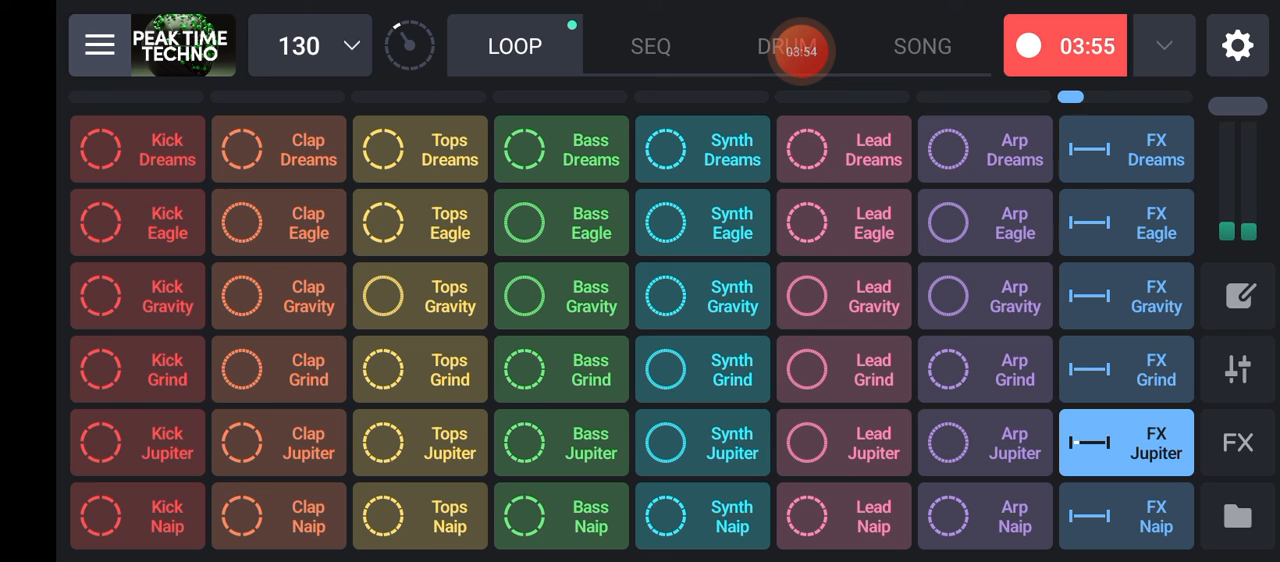 PEAK TIME
TECHNO
130
LOOP
SEQ
DRUM
03:54
SONG
03:55
Kick
Dreams
Clap
Dreams
Tops
Dreams
Bass
Dreams
Synth
Dreams
Lead
Dreams
Arp
Dreams
FX
Dreams
Kick
Eagle
Clap
Eagle
Tops
Eagle
Bass
Eagle
Synth
Eagle
Lead
Eagle
Arp
Eagle
FX
Eagle
Kick
Gravity
Clap
Gravity
Tops
Gravity
Bass
Gravity
Synth
Gravity
Lead
Gravity
Arp
Gravity
FX
Gravity
Kick
Grind
Clap
Grind
Tops
Grind
Bass
Grind
Synth
Grind
Lead
Grind
Arp
Grind
FX
Grind
Kick
Jupiter
Clap
Jupiter
Tops
Jupiter
Bass
Jupiter
Synth
Jupiter
Lead
Jupiter
Arp
Jupiter
FX
Jupiter
FX
Kick
Naip
Clap
Naip
Tops
Naip
Bass
Naip
Synth
Naip
Lead
Naip
Arp
Naip
FX
Naip